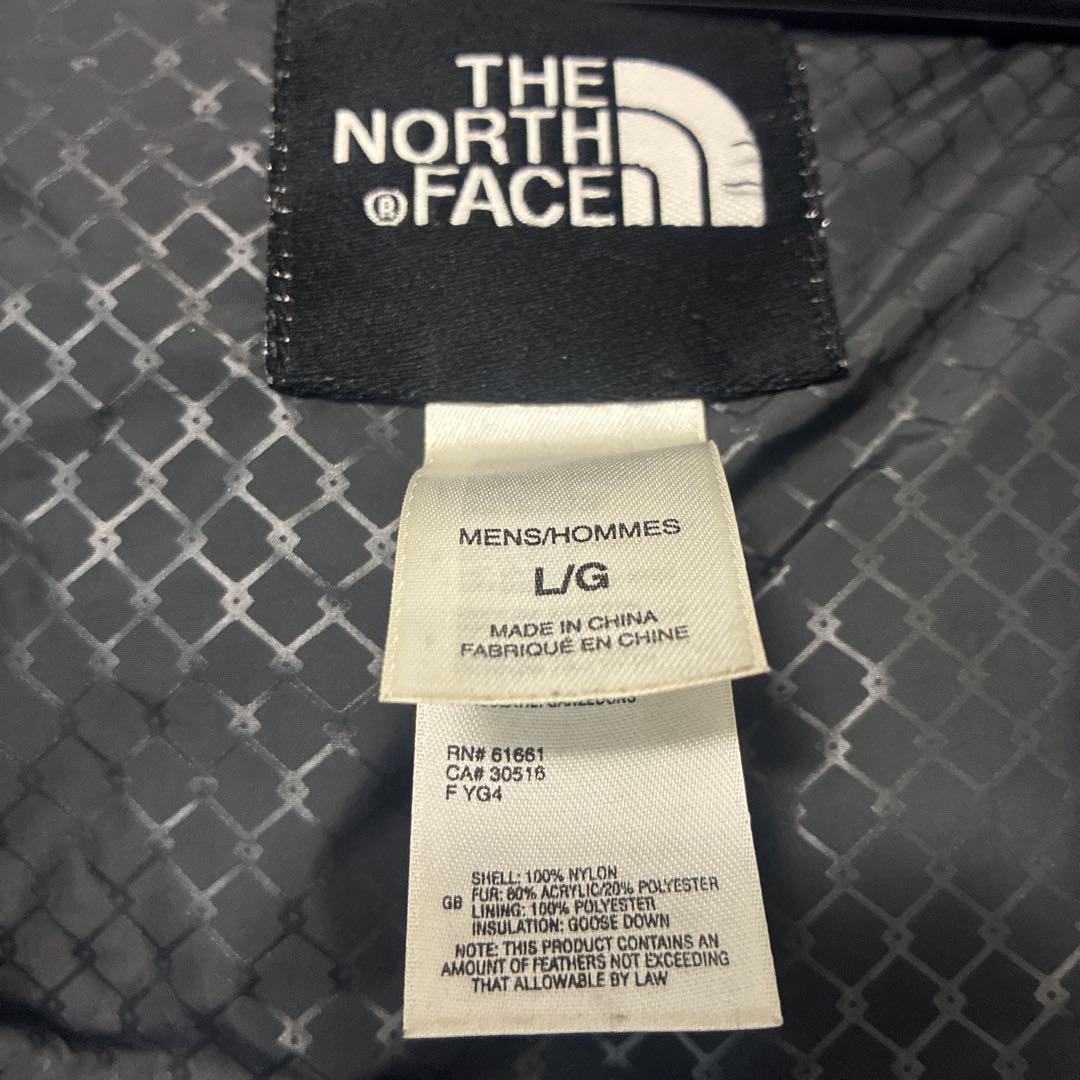 THE
NORTH
® FACE
MENS/HOMMES
L/G
MADE IN CHINA
FABRIQUÉ EN CHINE
RN# 61661
CA# 30516
F YG4
SHELL: 100% NYLON
FUR: 80% ACRYLIC/20% POLYESTER
GB LINING: 100% POLYESTER
INSULATION: GOOSE DOWN
NOTE: THIS PRODUCT CONTAINS AN
AMOUNT OF FEATHERS NOT EXCEEDING
THAT ALLOWABLE BY LAW